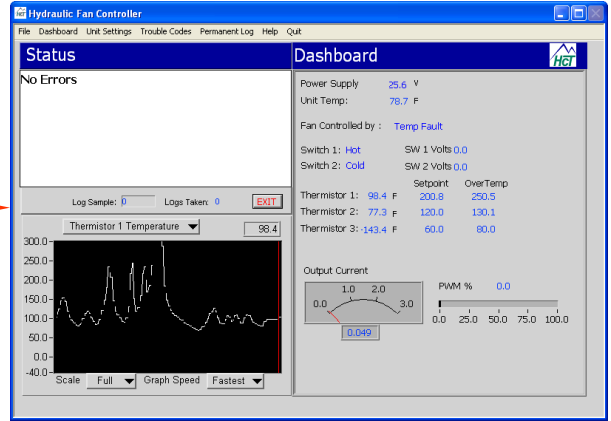 Hydraulic Fan Controller
File Dashboard Unit Settings Trouble Codes Permanent Log Help Quit
Status
No Errors
Log Sample: 0 Logs Taken: 0 EXIT
Thermistor 1 Temperature 98.4
300.0
250.0
200.0
150.0
100.0
50.0
0.0
-40.0
Scale Full Graph Speed Fastest
Dashboard
HCT
Power Supply 25.6 V
Unit Temp: 78.7 F
Fan Controlled by : Temp Fault
Switch 1: Hot SW 1 Volts 0.0
Switch 2: Cold SW 2 Volts 0.0
Setpoint OverTemp
Thermistor 1: 98.4 F 200.8 250.5
Thermistor 2: 77.3 F 120.0 130.1
Thermistor 3: -143.4 F 60.0 80.0
Output Current
0.0 1.0 2.0 3.0
0.049
PWM % 0.0
0.0 25.0 50.0 75.0 100.0